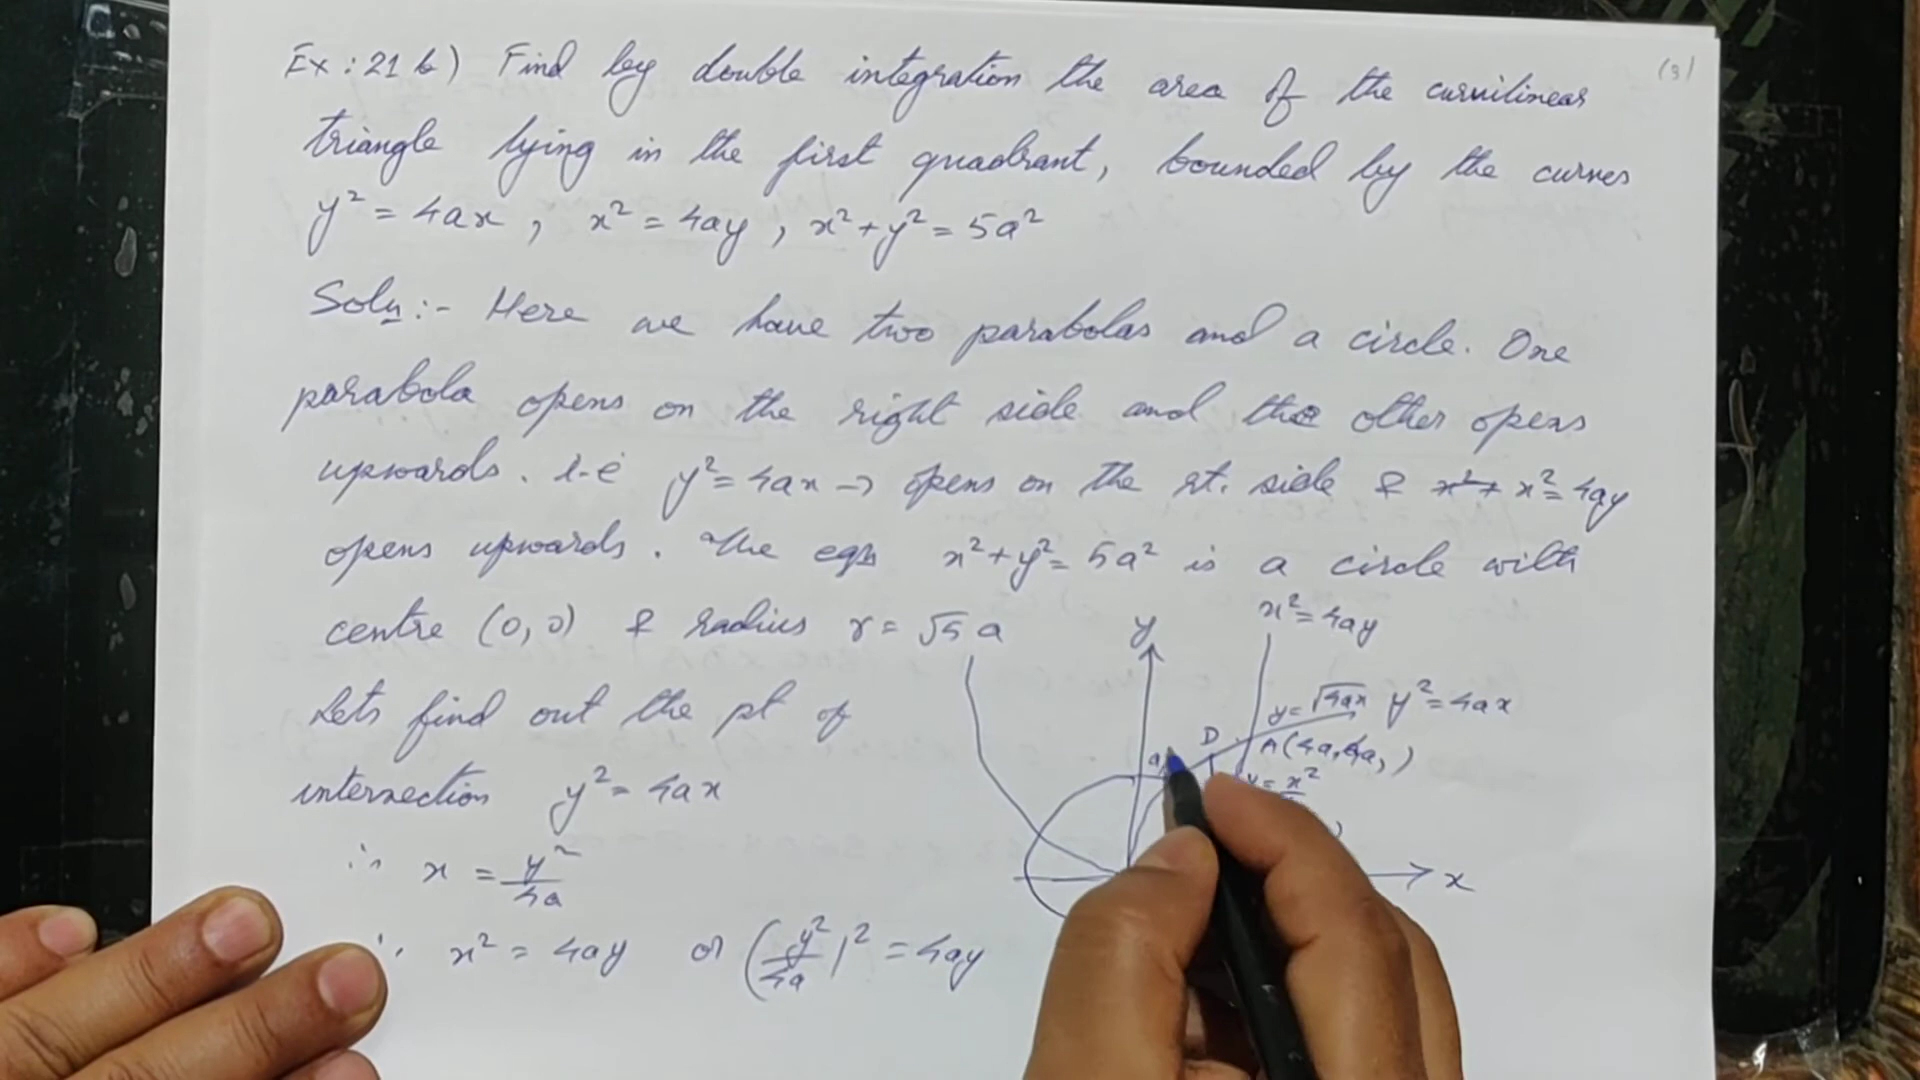 (9)
Ex: 21 b) Find by double integration the area of the curvilinear
triangle lying in the first quadrant, bounded by the curves
y² = 4ax, x² = 4ay, x²+y² = 5a²
Soln:- Here we have two parabolas and a circle. One
parabola opens on the right side and the other opens
upwards. i.e y²=4ax → opens on the rt. side & x²=4ay
opens upwards. The eqn x²+y²= 5a² is a circle with
centre (0,0) & radius r = √5 a
x²=4ay
y
Lets find out the pt of
y=√4ax y²=4ax
D
A(4a,4a,)
intersection y²= 4ax
∴ x = y²/4a
x
∴ x² = 4ay or (y²/4a)² = 4ay